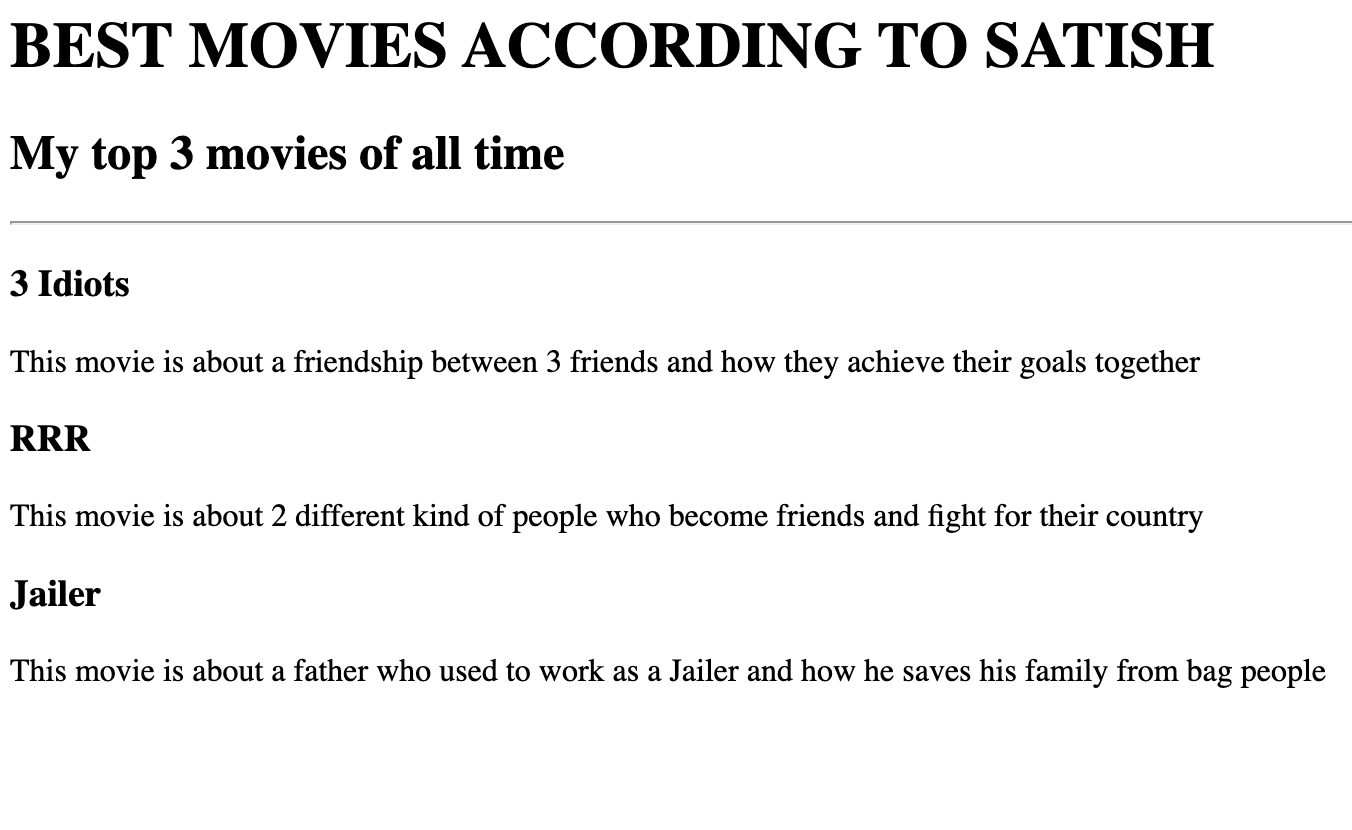 BEST MOVIES ACCORDING TO SATISH
My top 3 movies of all time
3 Idiots
This movie is about a friendship between 3 friends and how they achieve their goals together
RRR
This movie is about 2 different kind of people who become friends and fight for their country
Jailer
This movie is about a father who used to work as a Jailer and how he saves his family from bag people